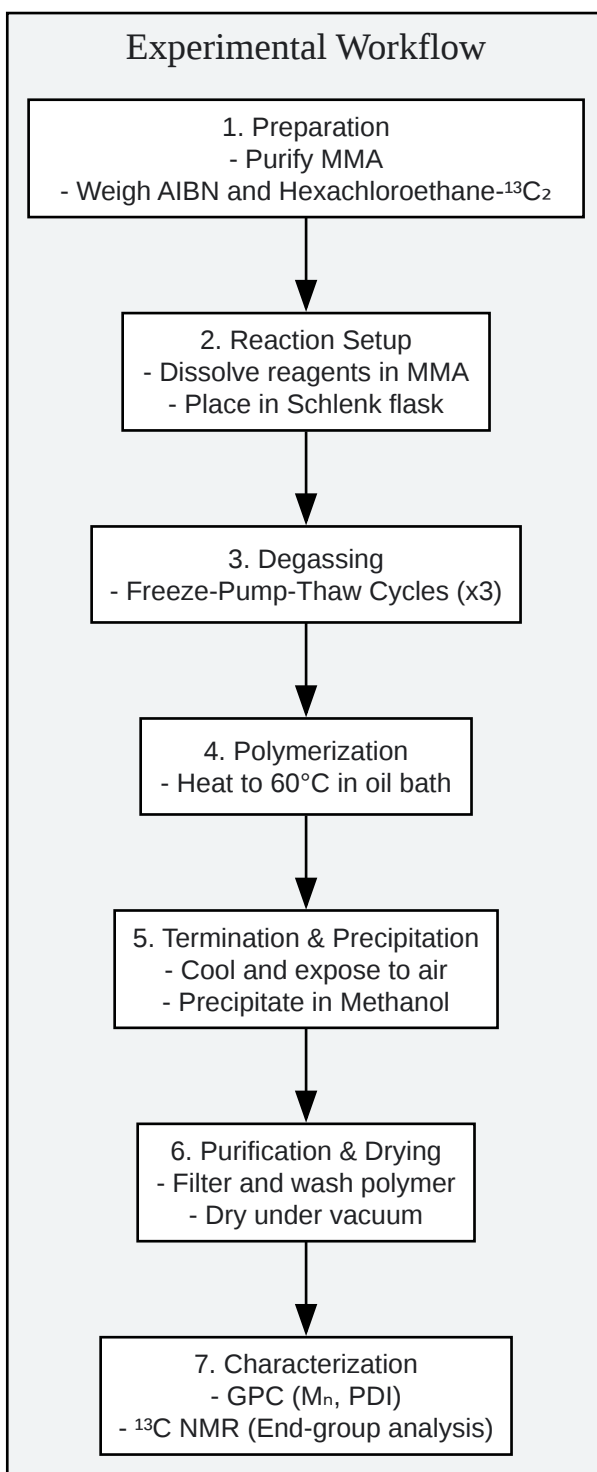 Experimental Workflow
1. Preparation
- Purify MMA
- Weigh AIBN and Hexachloroethane-¹³C₂
2. Reaction Setup
- Dissolve reagents in MMA
- Place in Schlenk flask
3. Degassing
- Freeze-Pump-Thaw Cycles (x3)
4. Polymerization
- Heat to 60°C in oil bath
5. Termination & Precipitation
- Cool and expose to air
- Precipitate in Methanol
6. Purification & Drying
- Filter and wash polymer
- Dry under vacuum
7. Characterization
- GPC (Mₙ, PDI)
- ¹³C NMR (End-group analysis)